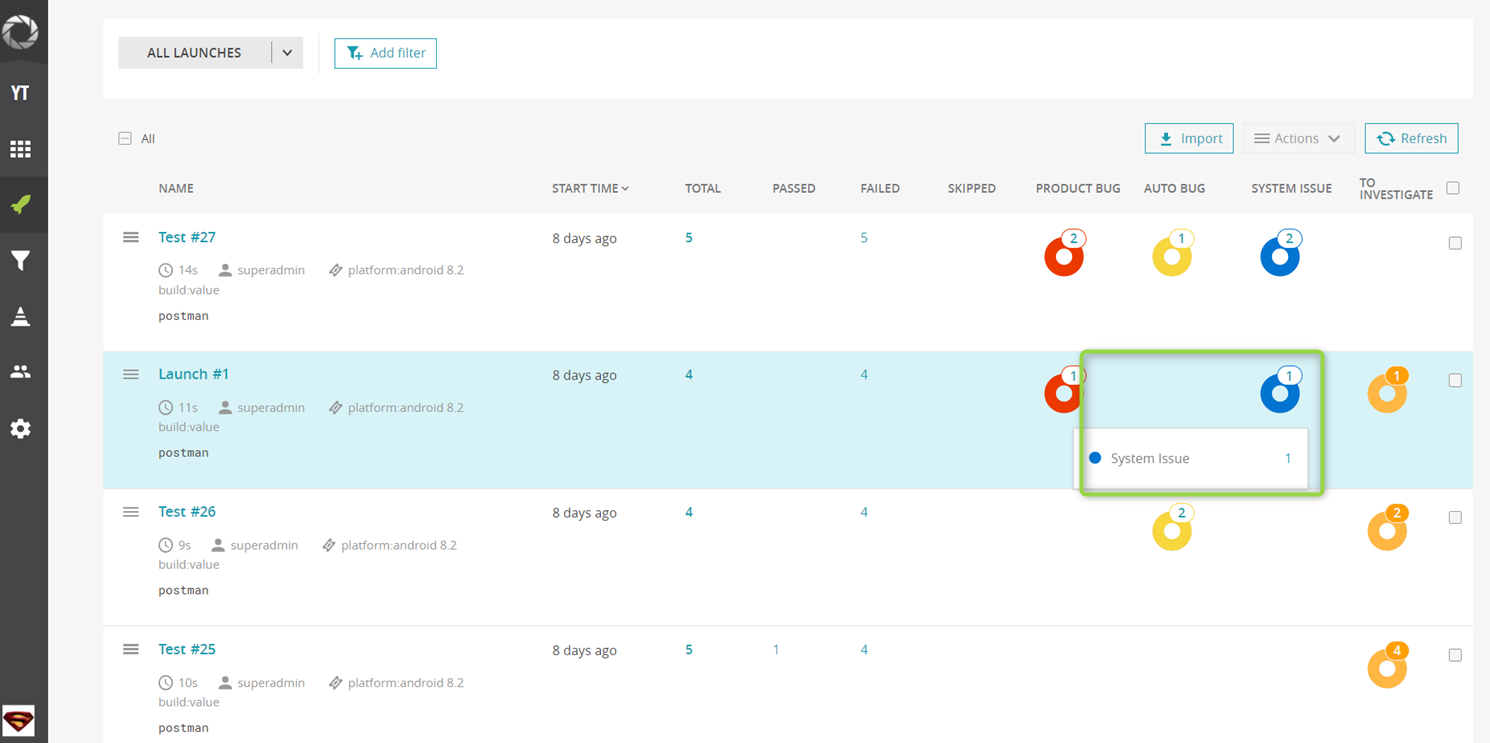 ALL LAUNCHES
Add filter
YT
All
Import
Actions
Refresh
NAME START TIME TOTAL PASSED FAILED SKIPPED PRODUCT BUG AUTO BUG SYSTEM ISSUE TO INVESTIGATE
Test #27 8 days ago 5 5 2 1 2
14s superadmin platform:android 8.2
build:value
postman
Launch #1 8 days ago 4 4 1 1 1
11s superadmin platform:android 8.2
build:value
postman
System Issue 1
Test #26 8 days ago 4 4 2 2
9s superadmin platform:android 8.2
build:value
postman
Test #25 8 days ago 5 1 4 4
10s superadmin platform:android 8.2
build:value
postman